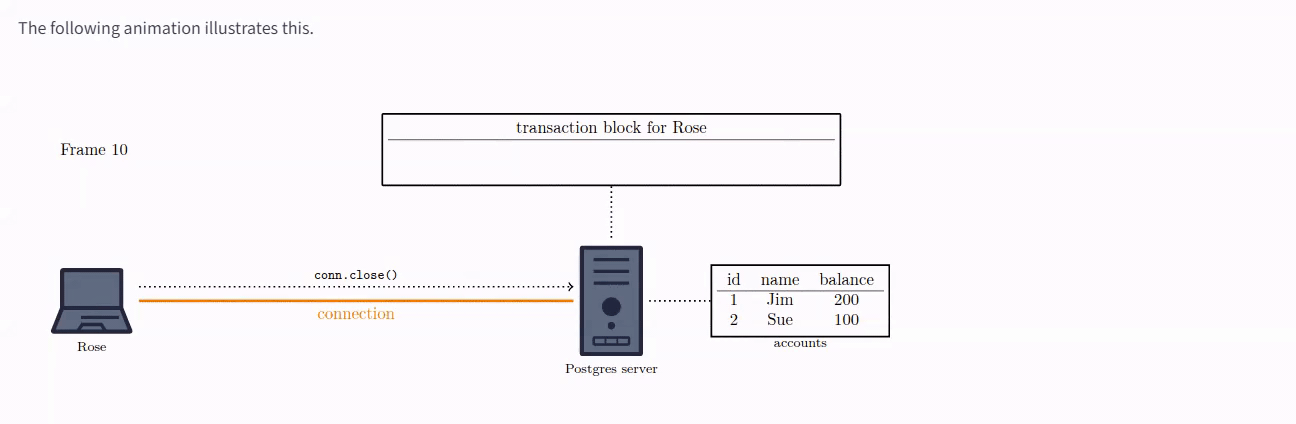 The following animation illustrates this.
Frame 10
transaction block for Rose
conn.close()
connection
Rose
Postgres server
id name balance
1 Jim 200
2 Sue 100
accounts